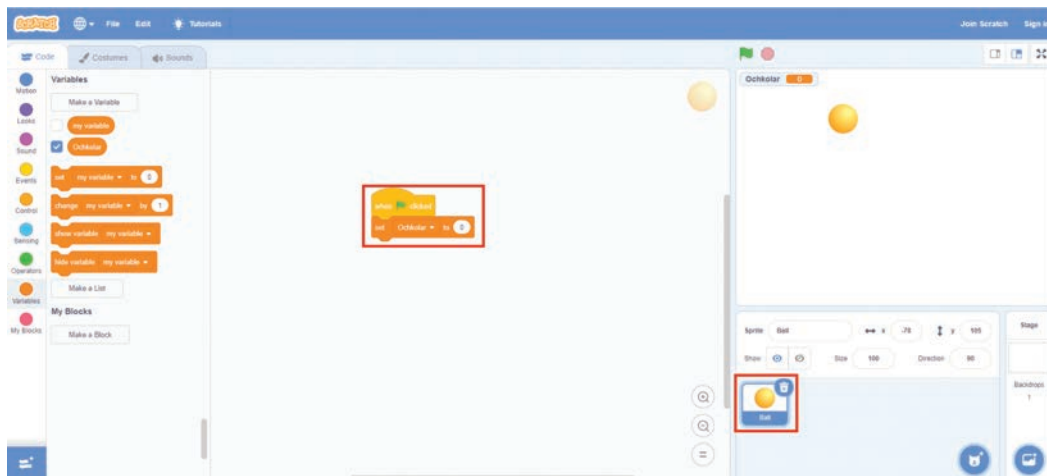 SCRATCH File Edit Tutorials Join Scratch
Code Costumes Sounds
Motion
Looks
Sound
Events
Control
Sensing
Operators
Variables
My Blocks
Variables
Make a Variable
my variable
Ochkolar
set my variable to 0
change my variable by 1
show variable my variable
hide variable my variable
Make a List
My Blocks
Make a Block
when clicked
set Ochkolar to 0
Ochkolar 0
Sprite Ball x -78 y 105
Show Size 100 Direction 90
Ball
Stage
Backdrops
1